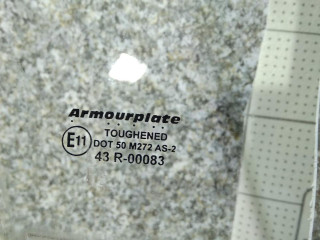 Armourplate
TOUGHENED
E11 DOT 50 M272 AS-2
43 R-00083